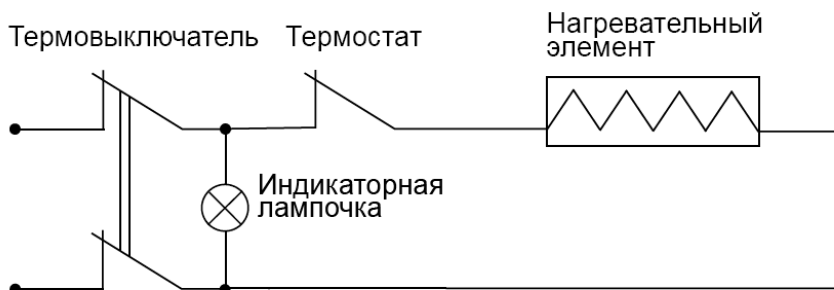 Термовыключатель
Термостат
Нагревательный
элемент
Индикаторная
лампочка